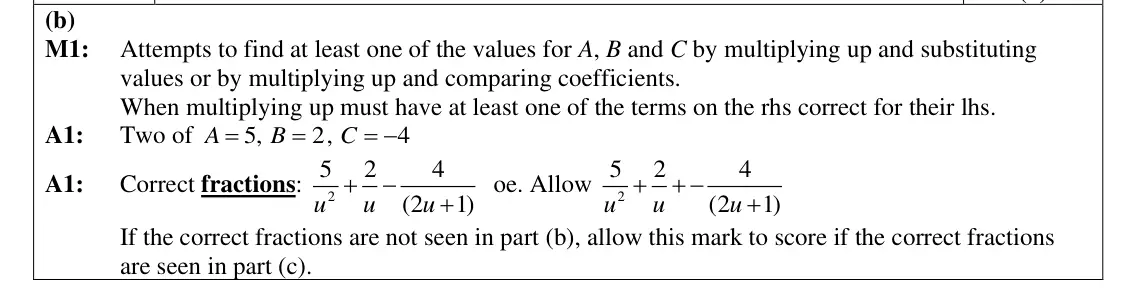 (b)
M1: Attempts to find at least one of the values for A, B and C by multiplying up and substituting
values or by multiplying up and comparing coefficients.
When multiplying up must have at least one of the terms on the rhs correct for their lhs.
A1: Two of A = 5, B = 2, C = −4
A1: Correct fractions: 5/u² + 2/u − 4/(2u +1) oe. Allow 5/u² + 2/u + − 4/(2u +1)
If the correct fractions are not seen in part (b), allow this mark to score if the correct fractions
are seen in part (c).